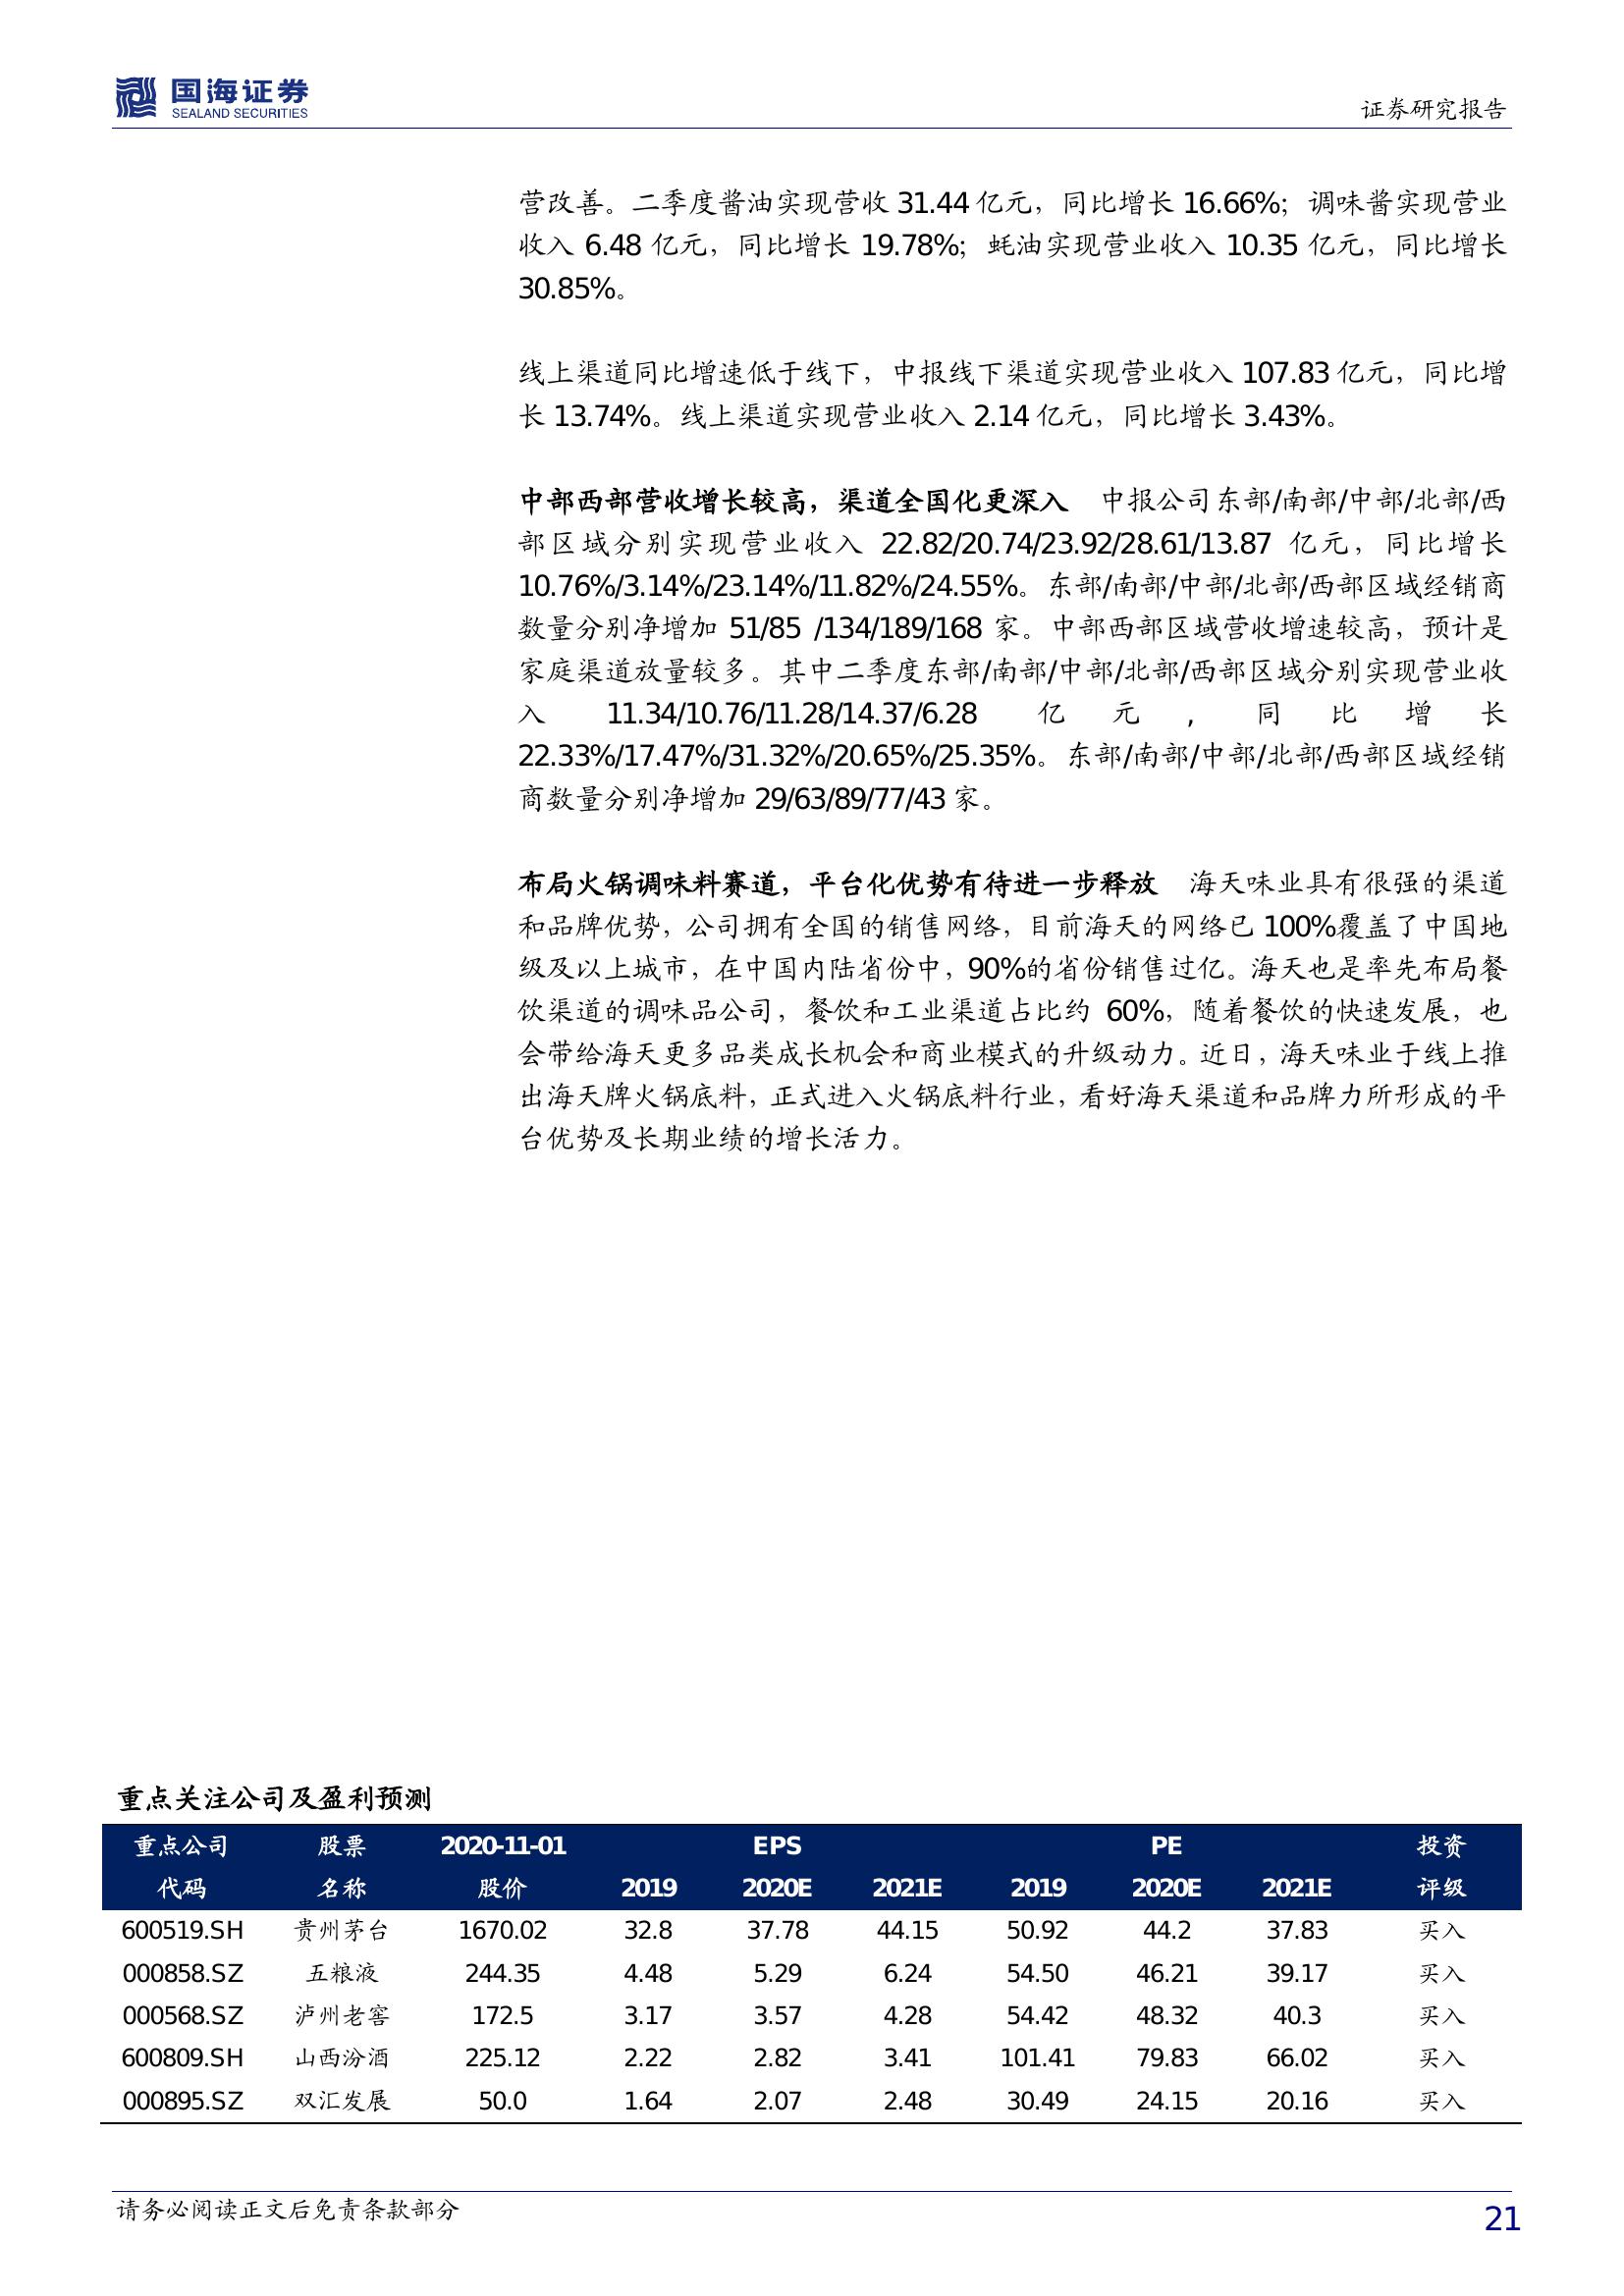 国海证券
SEALAND SECURITIES
证券研究报告
营改善。二季度酱油实现营收 31.44 亿元，同比增长 16.66%；调味酱实现营业
收入 6.48 亿元，同比增长 19.78%；蚝油实现营业收入 10.35 亿元，同比增长
30.85%。
线上渠道同比增速低于线下，中报线下渠道实现营业收入 107.83 亿元，同比增
长 13.74%。线上渠道实现营业收入 2.14 亿元，同比增长 3.43%。
中部西部营收增长较高，渠道全国化更深入 中报公司东部/南部/中部/北部/西
部区域分别实现营业收入 22.82/20.74/23.92/28.61/13.87 亿元，同比增长
10.76%/3.14%/23.14%/11.82%/24.55%。东部/南部/中部/北部/西部区域经销商
数量分别净增加 51/85 /134/189/168 家。中部西部区域营收增速较高，预计是
家庭渠道放量较多。其中二季度东部/南部/中部/北部/西部区域分别实现营业收
入 11.34/10.76/11.28/14.37/6.28 亿元，同比增长
22.33%/17.47%/31.32%/20.65%/25.35%。东部/南部/中部/北部/西部区域经销
商数量分别净增加 29/63/89/77/43 家。
布局火锅调味料赛道，平台化优势有待进一步释放 海天味业具有很强的渠道
和品牌优势，公司拥有全国的销售网络，目前海天的网络已 100%覆盖了中国地
级及以上城市，在中国内陆省份中，90%的省份销售过亿。海天也是率先布局餐
饮渠道的调味品公司，餐饮和工业渠道占比约 60%，随着餐饮的快速发展，也
会带给海天更多品类成长机会和商业模式的升级动力。近日，海天味业于线上推
出海天牌火锅底料，正式进入火锅底料行业，看好海天渠道和品牌力所形成的平
台优势及长期业绩的增长活力。
重点关注公司及盈利预测
重点公司 股票 2020-11-01 EPS PE 投资
代码 名称 股价 2019 2020E 2021E 2019 2020E 2021E 评级
600519.SH 贵州茅台 1670.02 32.8 37.78 44.15 50.92 44.2 37.83 买入
000858.SZ 五粮液 244.35 4.48 5.29 6.24 54.50 46.21 39.17 买入
000568.SZ 泸州老窖 172.5 3.17 3.57 4.28 54.42 48.32 40.3 买入
600809.SH 山西汾酒 225.12 2.22 2.82 3.41 101.41 79.83 66.02 买入
000895.SZ 双汇发展 50.0 1.64 2.07 2.48 30.49 24.15 20.16 买入
请务必阅读正文后免责条款部分
21